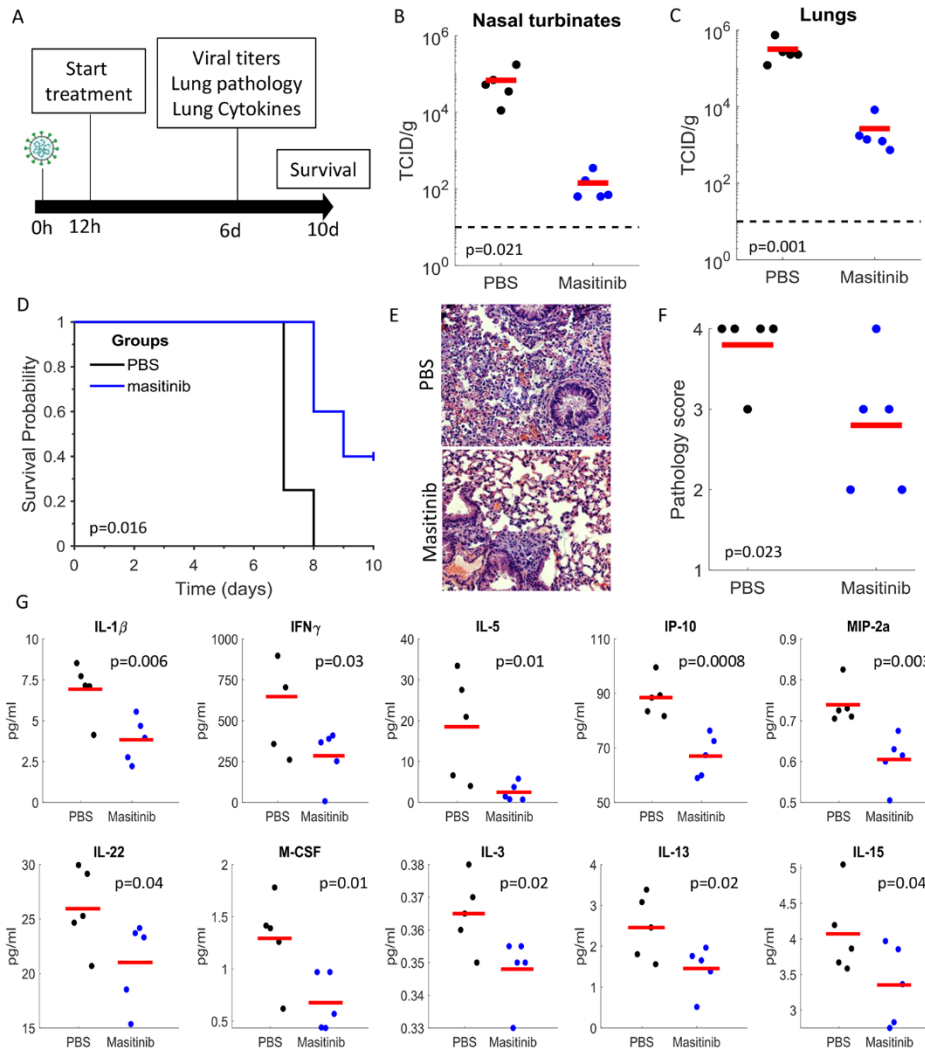 A
Start
treatment
Viral titers
Lung pathology
Lung Cytokines
Survival
0h
12h
6d
10d
B
Nasal turbinates
TCID/g
10^6
10^4
10^2
10^0
p=0.021
PBS
Masitinib
C
Lungs
TCID/g
10^6
10^4
10^2
10^0
p=0.001
PBS
Masitinib
D
Survival Probability
1
0.8
0.6
0.4
0.2
0
Groups
PBS
masitinib
p=0.016
0 2 4 6 8 10
Time (days)
E
PBS
Masitinib
F
Pathology score
4
3
2
1
p=0.023
PBS
Masitinib
G
IL-1β
pg/ml
10
7.5
5
2.5
0
p=0.006
PBS Masitinib
IFNγ
pg/ml
1000
750
500
250
0
p=0.03
PBS Masitinib
IL-5
pg/ml
40
30
20
10
0
p=0.01
PBS Masitinib
IP-10
pg/ml
110
90
70
50
p=0.0008
PBS Masitinib
MIP-2a
pg/ml
0.9
0.8
0.7
0.6
0.5
p=0.003
PBS Masitinib
IL-22
pg/ml
30
25
20
15
p=0.04
PBS Masitinib
M-CSF
pg/ml
2
1.5
1
0.5
p=0.01
PBS Masitinib
IL-3
pg/ml
0.38
0.37
0.36
0.35
0.34
0.33
p=0.02
PBS Masitinib
IL-13
pg/ml
4
3
2
1
0
p=0.02
PBS Masitinib
IL-15
pg/ml
5
4.5
4
3.5
3
p=0.04
PBS Masitinib